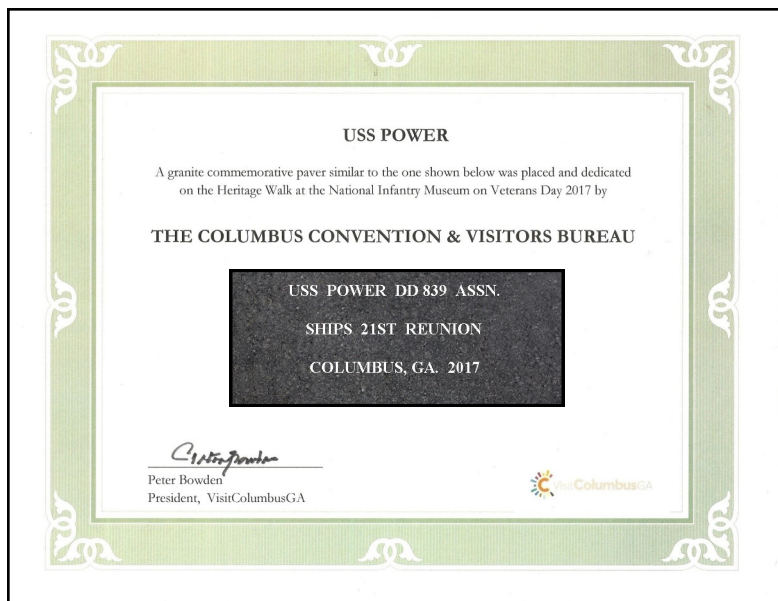 USS POWER
A granite commemorative paver similar to the one shown below was placed and dedicated
on the Heritage Walk at the National Infantry Museum on Veterans Day 2017 by
THE COLUMBUS CONVENTION & VISITORS BUREAU
USS POWER DD 839 ASSN.
SHIPS 21ST REUNION
COLUMBUS, GA. 2017
Peter Bowden
President, VisitColumbusGA
C VisitColumbusGA